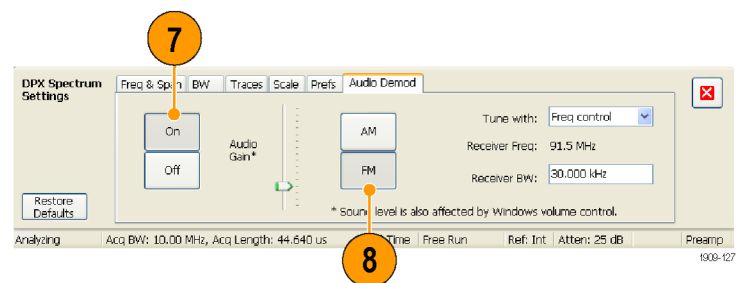 7
DPX Spectrum Settings
Freq & Span BW Traces Scale Prefs Audio Demod
On
Off
Audio Gain*
AM
FM
Tune with: Freq control
Receiver Freq: 91.5 MHz
Receiver BW: 30.000 kHz
* Sound level is also affected by Windows volume control.
Restore Defaults
Analyzing Acq BW: 10.00 MHz, Acq Length: 44.640 us Time Free Run Ref: Int Atten: 25 dB Preamp
8
1909-127